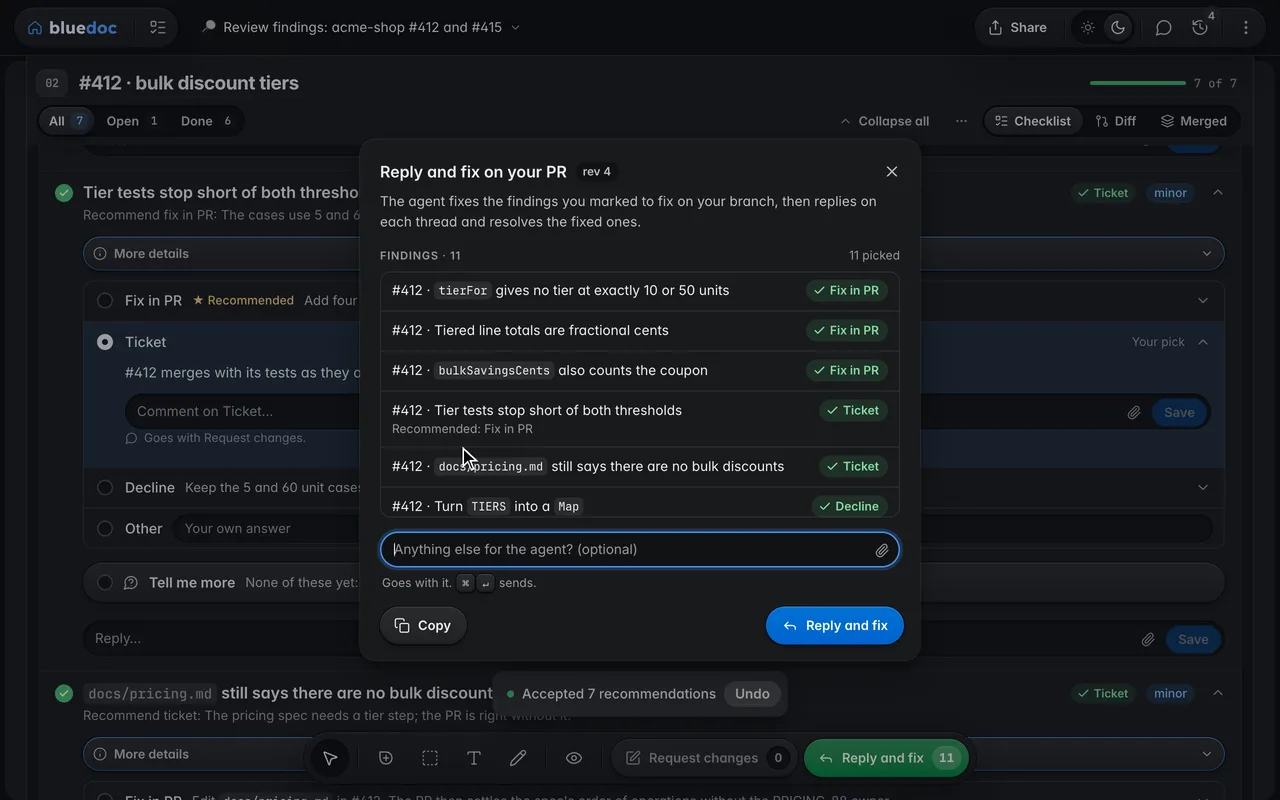 bluedoc
Review findings: acme-shop #412 and #415
Share
4
02
#412 · bulk discount tiers
7 of 7
All 7
Open 1
Done 6
Collapse all
Checklist
Diff
Merged
Tier tests stop short of both thresho
Ticket
minor
Recommend fix in PR: The cases use 5 and 6
More details
Fix in PR
★ Recommended
Add four
Ticket
Your pick
#412 merges with its tests as they a
Comment on Ticket...
Save
Goes with Request changes.
Decline
Keep the 5 and 60 unit case
Other
Your own answer
Tell me more
None of these yet:
Reply...
Save
docs/pricing.md still says there are no bulk discount
Ticket
minor
Recommend ticket: The pricing spec needs a tier step; the PR is right without it.
More details
Reply and fix on your PR
rev 4
The agent fixes the findings you marked to fix on your branch, then replies on
each thread and resolves the fixed ones.
FINDINGS · 11
11 picked
#412 · tierFor gives no tier at exactly 10 or 50 units
Fix in PR
#412 · Tiered line totals are fractional cents
Fix in PR
#412 · bulkSavingsCents also counts the coupon
Fix in PR
#412 · Tier tests stop short of both thresholds
Ticket
Recommended: Fix in PR
#412 · docs/pricing.md still says there are no bulk discounts
Ticket
#412 · Turn TIERS into a Map
Decline
Anything else for the agent? (optional)
Goes with it. ⌘ ↵ sends.
Copy
Reply and fix
Accepted 7 recommendations
Undo
Request changes 0
Reply and fix 11